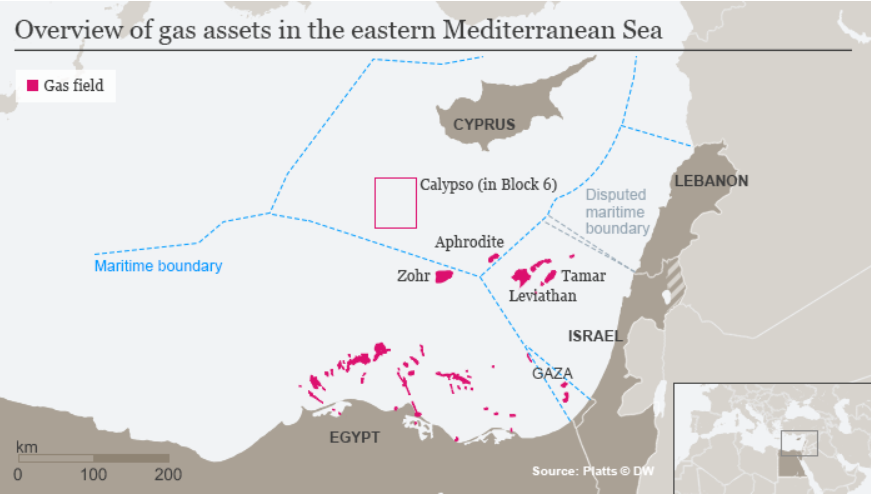 Overview of gas assets in the eastern Mediterranean Sea
Gas field
CYPRUS
Calypso (in Block 6)
LEBANON
Disputed
maritime
boundary
Aphrodite
Maritime boundary
Zohr
Tamar
Leviathan
ISRAEL
GAZA
EGYPT
km
0 100 200
Source: Platts © DW